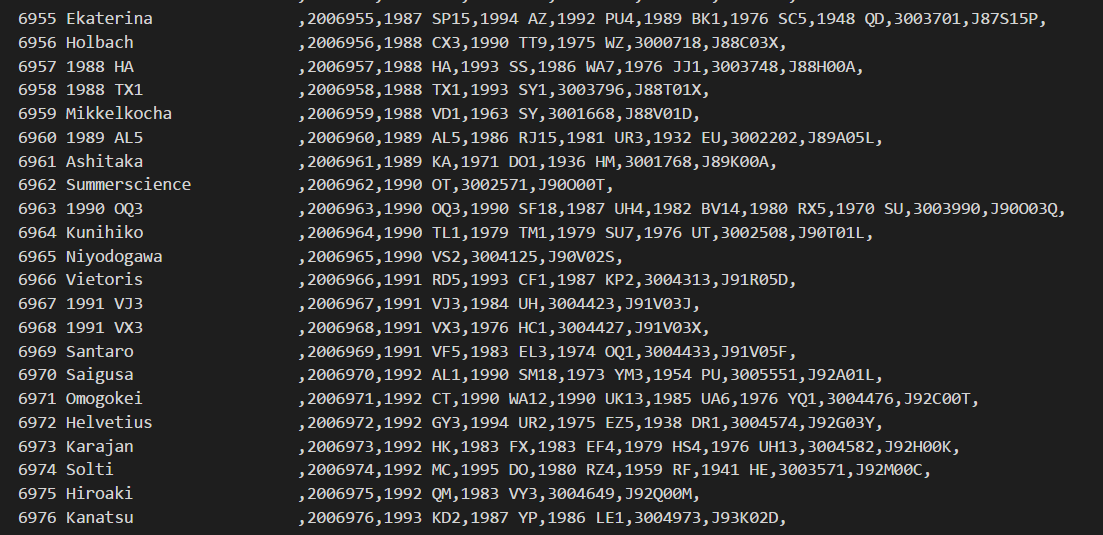 6955 Ekaterina ,2006955,1987 SP15,1994 AZ,1992 PU4,1989 BK1,1976 SC5,1948 QD,3003701,J87S15P,
6956 Holbach ,2006956,1988 CX3,1990 TT9,1975 WZ,3000718,J88C03X,
6957 1988 HA ,2006957,1988 HA,1993 SS,1986 WA7,1976 JJ1,3003748,J88H00A,
6958 1988 TX1 ,2006958,1988 TX1,1993 SY1,3003796,J88T01X,
6959 Mikkelkocha ,2006959,1988 VD1,1963 SY,3001668,J88V01D,
6960 1989 AL5 ,2006960,1989 AL5,1986 RJ15,1981 UR3,1932 EU,3002202,J89A05L,
6961 Ashitaka ,2006961,1989 KA,1971 DO1,1936 HM,3001768,J89K00A,
6962 Summerscience ,2006962,1990 OT,3002571,J90O00T,
6963 1990 OQ3 ,2006963,1990 OQ3,1990 SF18,1987 UH4,1982 BV14,1980 RX5,1970 SU,3003990,J90O03Q,
6964 Kunihiko ,2006964,1990 TL1,1979 TM1,1979 SU7,1976 UT,3002508,J90T01L,
6965 Niyodogawa ,2006965,1990 VS2,3004125,J90V02S,
6966 Vietoris ,2006966,1991 RD5,1993 CF1,1987 KP2,3004313,J91R05D,
6967 1991 VJ3 ,2006967,1991 VJ3,1984 UH,3004423,J91V03J,
6968 1991 VX3 ,2006968,1991 VX3,1976 HC1,3004427,J91V03X,
6969 Santaro ,2006969,1991 VF5,1983 EL3,1974 OQ1,3004433,J91V05F,
6970 Saigusa ,2006970,1992 AL1,1990 SM18,1973 YM3,1954 PU,3005551,J92A01L,
6971 Omogokei ,2006971,1992 CT,1990 WA12,1990 UK13,1985 UA6,1976 YQ1,3004476,J92C00T,
6972 Helvetius ,2006972,1992 GY3,1994 UR2,1975 EZ5,1938 DR1,3004574,J92G03Y,
6973 Karajan ,2006973,1992 HK,1983 FX,1983 EF4,1979 HS4,1976 UH13,3004582,J92H00K,
6974 Solti ,2006974,1992 MC,1995 DO,1980 RZ4,1959 RF,1941 HE,3003571,J92M00C,
6975 Hiroaki ,2006975,1992 QM,1983 VY3,3004649,J92Q00M,
6976 Kanatsu ,2006976,1993 KD2,1987 YP,1986 LE1,3004973,J93K02D,